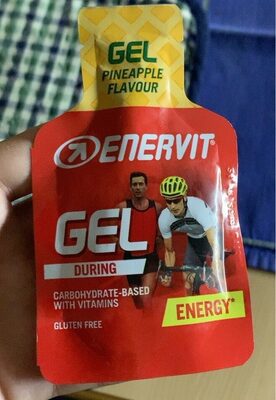 GEL
PINEAPPLE
FLAVOUR
ENERVIT
GEL
DURING
CARBOHYDRATE-BASED
WITH VITAMINS
ENERGY*
GLUTEN FREE